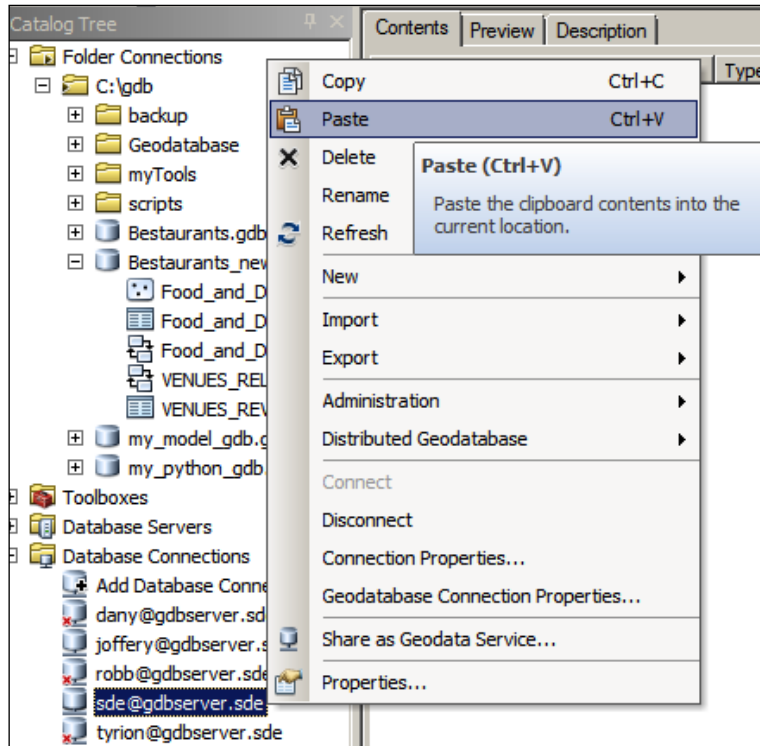 Catalog Tree
Contents Preview Description
Type
Folder Connections
C:\gdb
backup
Geodatabase
myTools
scripts
Bestaurants.gdb
Bestaurants_new
Food_and_D
Food_and_D
Food_and_D
VENUES_REL
VENUES_REV
my_model_gdb.g
my_python_gdb.
Toolboxes
Database Servers
Database Connections
Add Database Conne
dany@gdbserver.sd
joffery@gdbserver.s
robb@gdbserver.sde
sde@gdbserver.sde
tyrion@gdbserver.sde
Copy Ctrl+C
Paste Ctrl+V
Delete
Rename
Refresh
New
Import
Export
Administration
Distributed Geodatabase
Connect
Disconnect
Connection Properties...
Geodatabase Connection Properties...
Share as Geodata Service...
Properties...
Paste (Ctrl+V)
Paste the clipboard contents into the
current location.